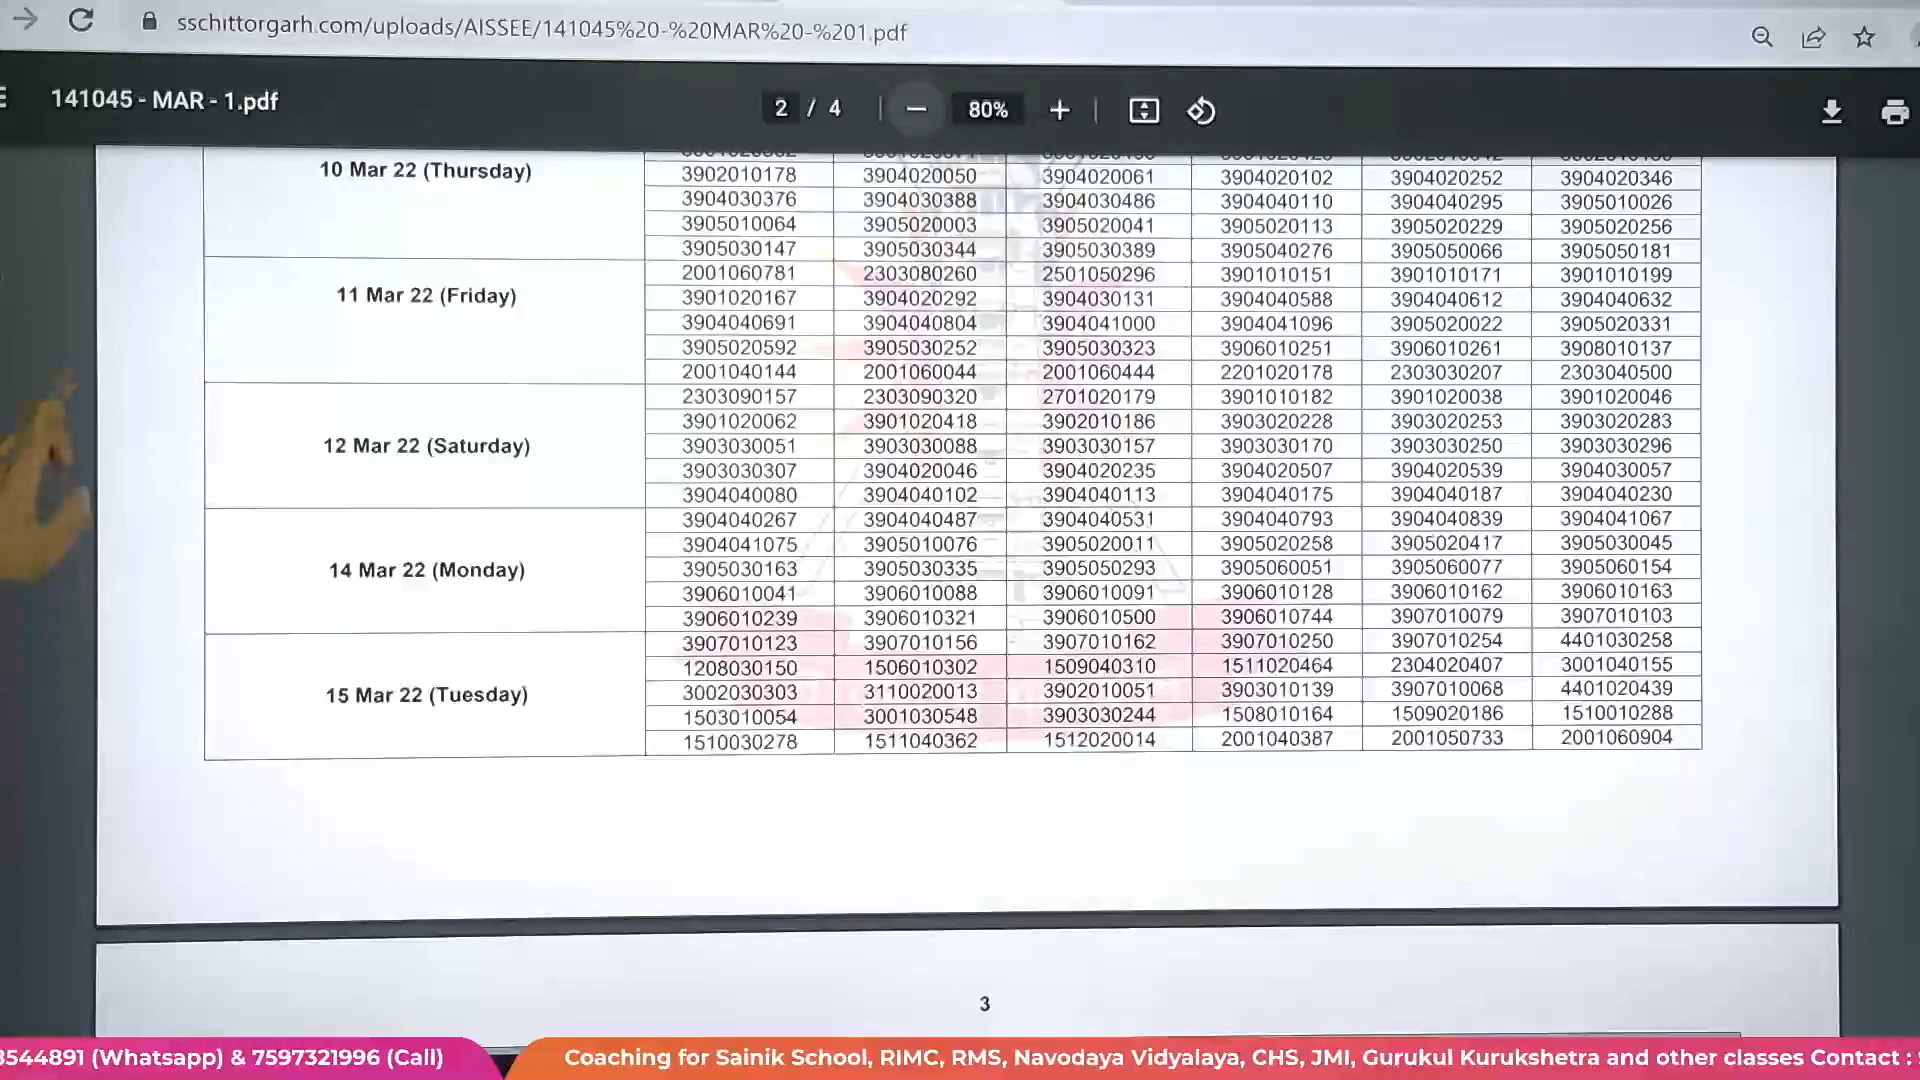 sschittorgarh.com/uploads/AISSEE/141045%20-%20MAR%20-%201.pdf
141045 - MAR - 1.pdf
2 / 4
80%
10 Mar 22 (Thursday)
3902010178 3904020050 3904020061 3904020102 3904020252 3904020346
3904030376 3904030388 3904030486 3904040110 3904040295 3905010026
3905010064 3905020003 3905020041 3905020113 3905020229 3905020256
3905030147 3905030344 3905030389 3905040276 3905050066 3905050181
11 Mar 22 (Friday)
2001060781 2303080260 2501050296 3901010151 3901010171 3901010199
3901020167 3904020292 3904030131 3904040588 3904040612 3904040632
3904040691 3904040804 3904041000 3904041096 3905020022 3905020331
3905020592 3905030252 3905030323 3906010251 3906010261 3908010137
2001040144 2001060044 2001060444 2201020178 2303030207 2303040500
12 Mar 22 (Saturday)
2303090157 2303090320 2701020179 3901010182 3901020038 3901020046
3901020062 3901020418 3902010186 3903020228 3903020253 3903020283
3903030051 3903030088 3903030157 3903030170 3903030250 3903030296
3903030307 3904020046 3904020235 3904020507 3904020539 3904030057
3904040080 3904040102 3904040113 3904040175 3904040187 3904040230
14 Mar 22 (Monday)
3904040267 3904040487 3904040531 3904040793 3904040839 3904041067
3904041075 3905010076 3905020011 3905020258 3905020417 3905030045
3905030163 3905030335 3905050293 3905060051 3905060077 3905060154
3906010041 3906010088 3906010091 3906010128 3906010162 3906010163
3906010239 3906010321 3906010500 3906010744 3907010079 3907010103
15 Mar 22 (Tuesday)
3907010123 3907010156 3907010162 3907010250 3907010254 4401030258
1208030150 1506010302 1509040310 1511020464 2304020407 3001040155
3002030303 3110020013 3902010051 3903010139 3907010068 4401020439
1503010054 3001030548 3903030244 1508010164 1509020186 1510010288
1510030278 1511040362 1512020014 2001040387 2001050733 2001060904
3
8544891 (Whatsapp) & 7597321996 (Call)
Coaching for Sainik School, RIMC, RMS, Navodaya Vidyalaya, CHS, JMI, Gurukul Kurukshetra and other classes Contact :